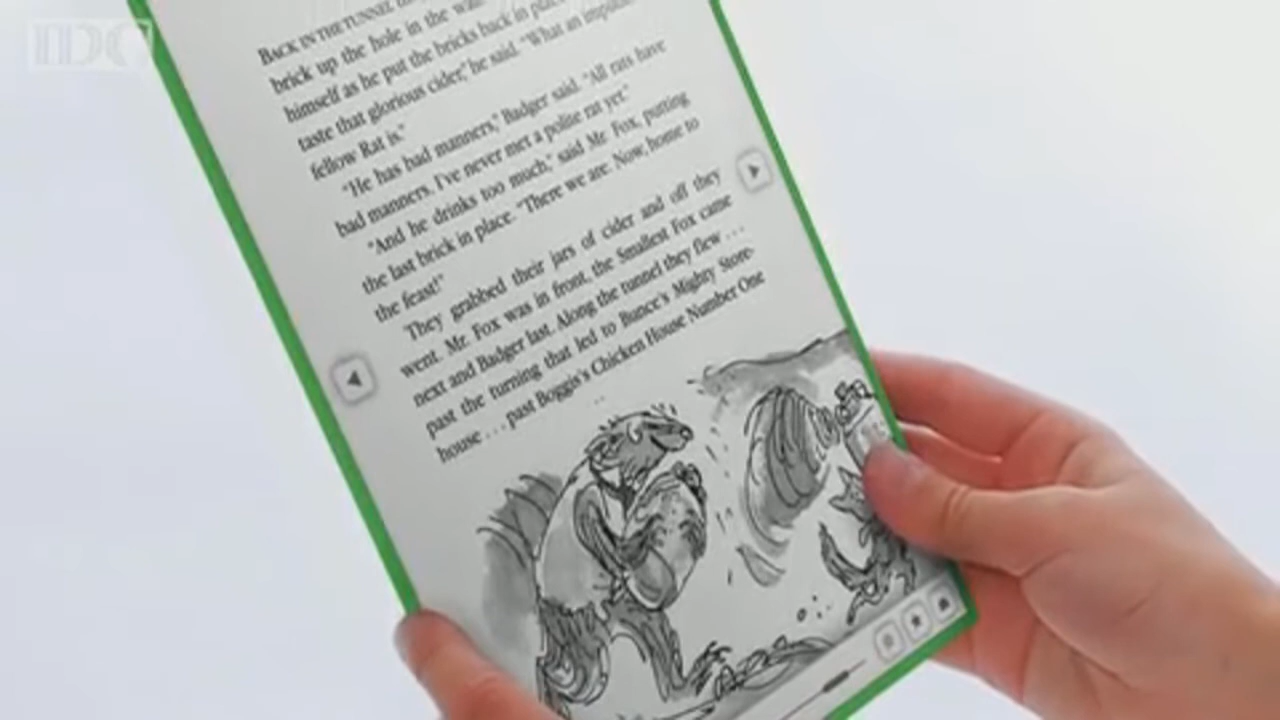 IDG
BACK IN THE TUNNEL
brick up the hole in the wall
himself as he put the bricks back in place
taste that glorious cider," he said. "What an impudent
fellow Rat is."
"He has bad manners," Badger said. "All rats have
bad manners. I've never met a polite rat yet."
"And he drinks too much," said Mr. Fox, putting
the last brick in place. "There we are. Now, home to
the feast!"
They grabbed their jars of cider and off they
went. Mr. Fox was in front, the Smallest Fox came
next and Badger last. Along the tunnel they flew . . .
past the turning that led to Bunce's Mighty Store-
house . . . past Boggis's Chicken House Number One